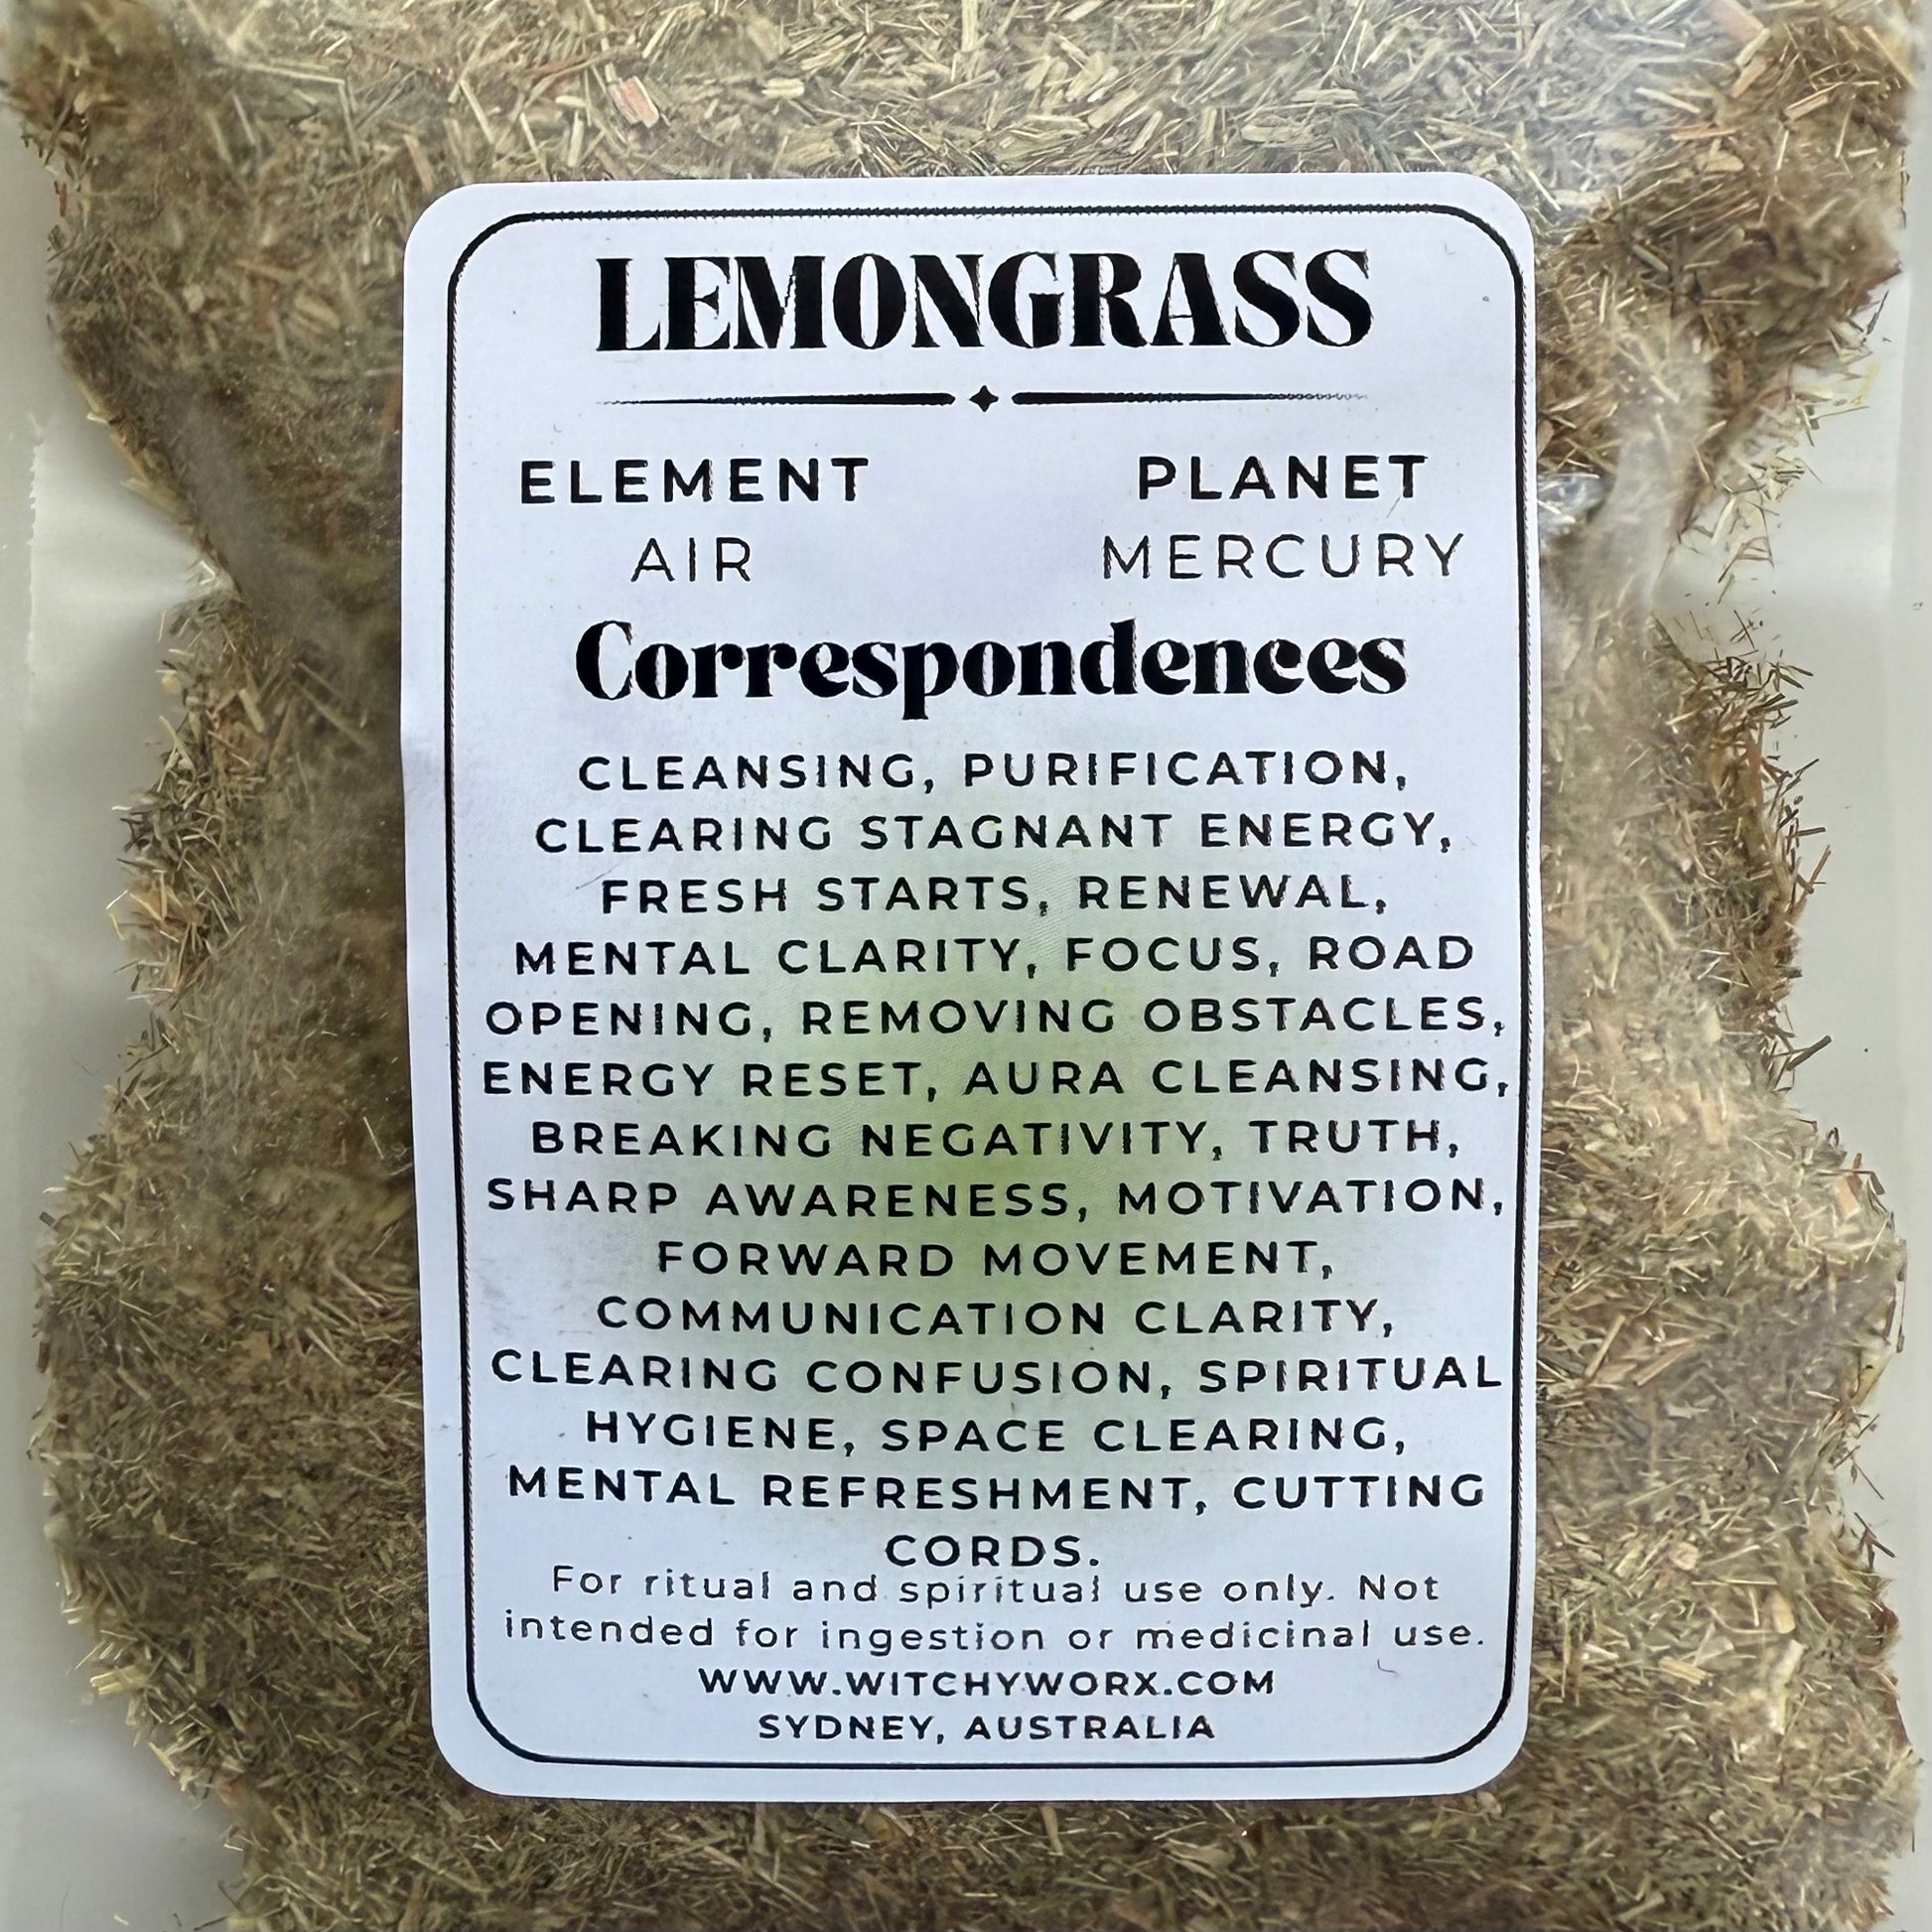 LEMONGRASS
ELEMENT PLANET
AIR MERCURY
Correspondences
CLEANSING, PURIFICATION,
CLEARING STAGNANT ENERGY,
FRESH STARTS, RENEWAL,
MENTAL CLARITY, FOCUS, ROAD
OPENING, REMOVING OBSTACLES,
ENERGY RESET, AURA CLEANSING,
BREAKING NEGATIVITY, TRUTH,
SHARP AWARENESS, MOTIVATION,
FORWARD MOVEMENT,
COMMUNICATION CLARITY,
CLEARING CONFUSION, SPIRITUAL
HYGIENE, SPACE CLEARING,
MENTAL REFRESHMENT, CUTTING
CORDS.
For ritual and spiritual use only. Not
intended for ingestion or medicinal use.
WWW.WITCHYWORX.COM
SYDNEY, AUSTRALIA